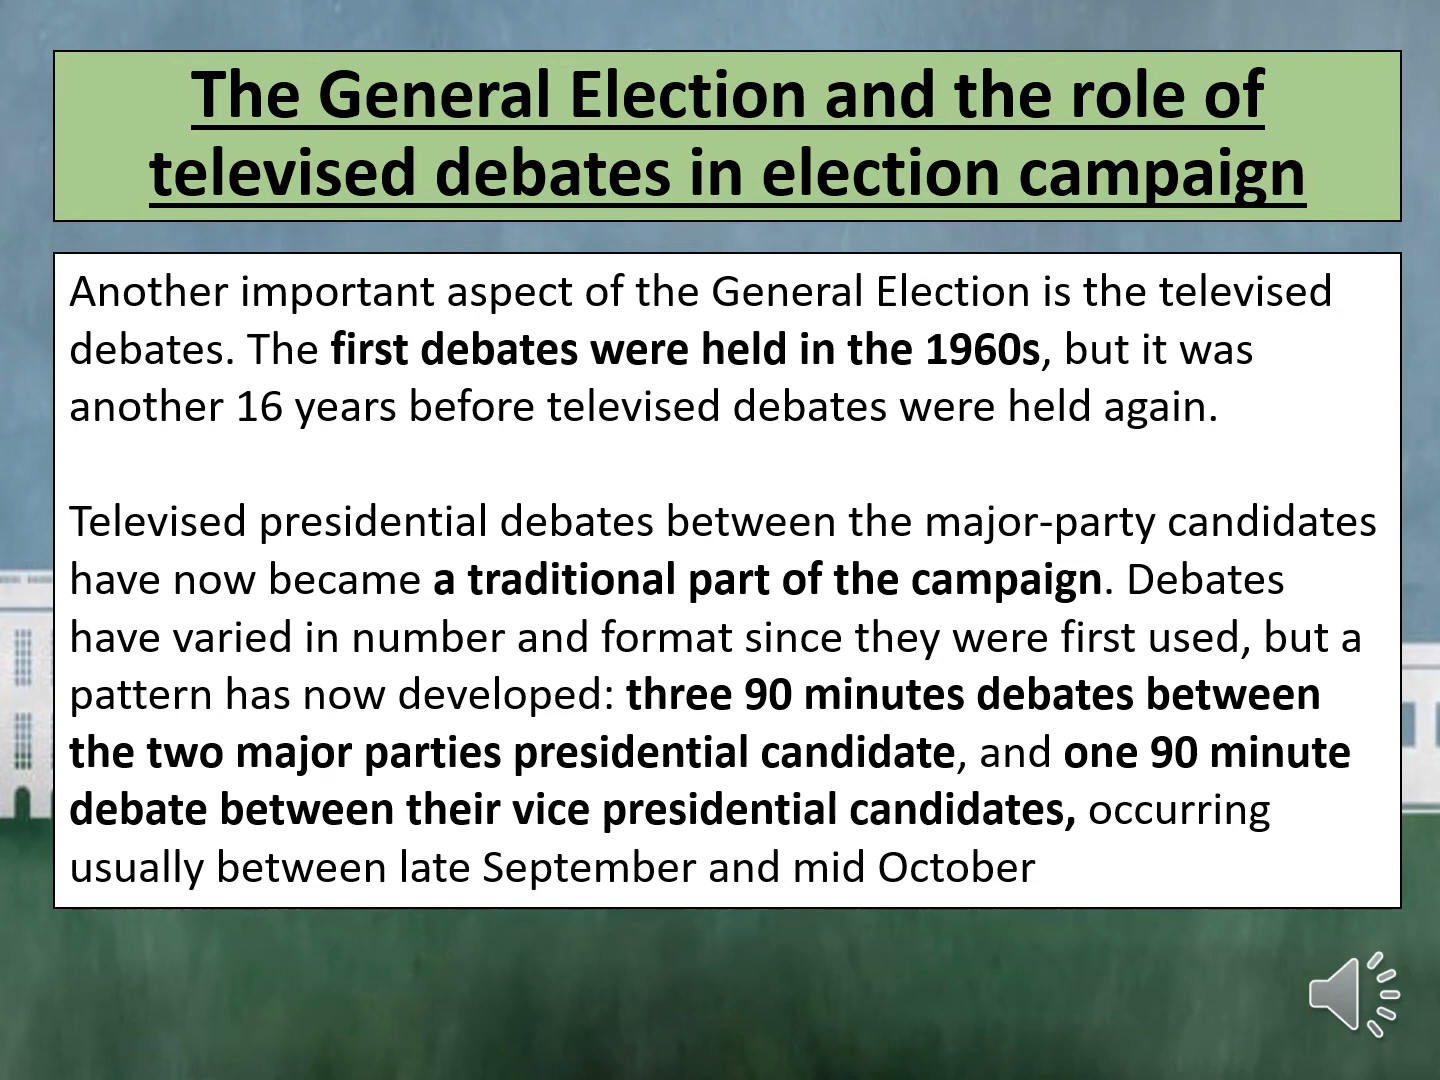 The General Election and the role of
televised debates in election campaign
Another important aspect of the General Election is the televised
debates. The first debates were held in the 1960s, but it was
another 16 years before televised debates were held again.
Televised presidential debates between the major-party candidates
have now became a traditional part of the campaign. Debates
have varied in number and format since they were first used, but a
pattern has now developed: three 90 minutes debates between
the two major parties presidential candidate, and one 90 minute
debate between their vice presidential candidates, occurring
usually between late September and mid October